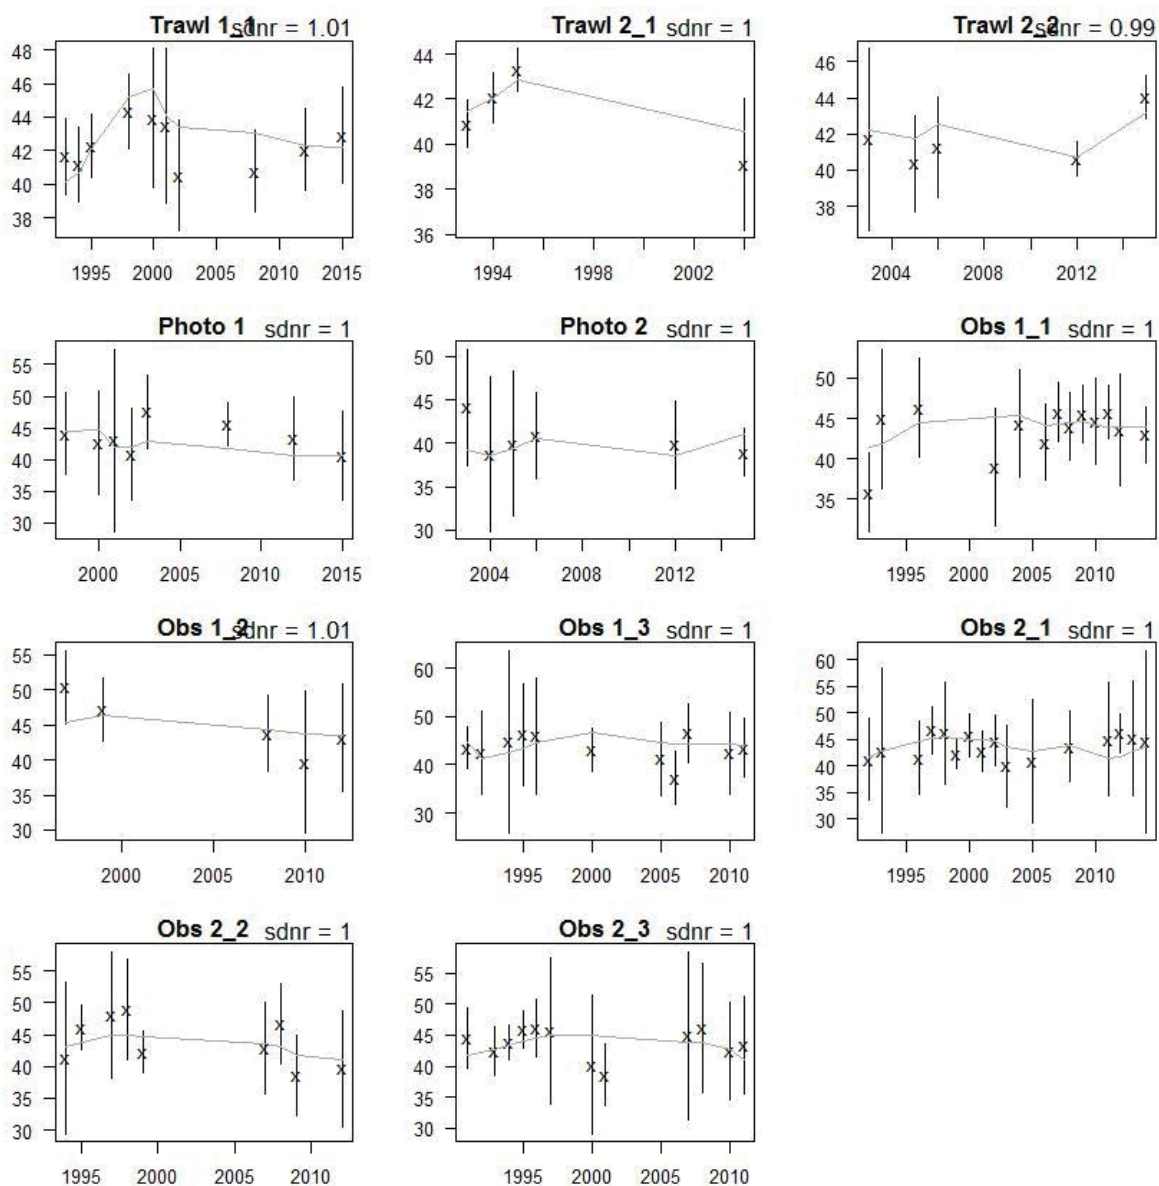 Trawl 1_1 sdnr = 1.01
Trawl 2_1 sdnr = 1
Trawl 2_2 sdnr = 0.99
48
46
44
42
40
38
1995 2000 2005 2010 2015
44
42
40
38
36
1994 1998 2002
46
44
42
40
38
2004 2008 2012
Photo 1 sdnr = 1
Photo 2 sdnr = 1
Obs 1_1 sdnr = 1
55
50
45
40
35
30
2000 2005 2010 2015
50
45
40
35
30
2004 2008 2012
50
45
40
35
1995 2000 2005 2010
Obs 1_2 sdnr = 1.01
Obs 1_3 sdnr = 1
Obs 2_1 sdnr = 1
55
50
45
40
35
30
2000 2005 2010
60
50
40
30
1995 2000 2005 2010
60
55
50
45
40
35
30
1995 2000 2005 2010
Obs 2_2 sdnr = 1
Obs 2_3 sdnr = 1
55
50
45
40
35
30
1995 2000 2005 2010
55
50
45
40
35
30
1995 2000 2005 2010